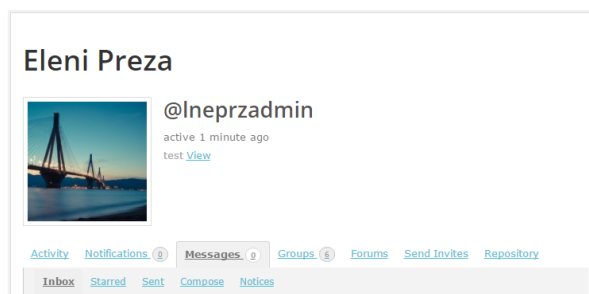 Eleni Preza
@lneprzadmin
active 1 minute ago
test View
Activity Notifications 0 Messages 0 Groups 6 Forums Send Invites Repository
Inbox Starred Sent Compose Notices